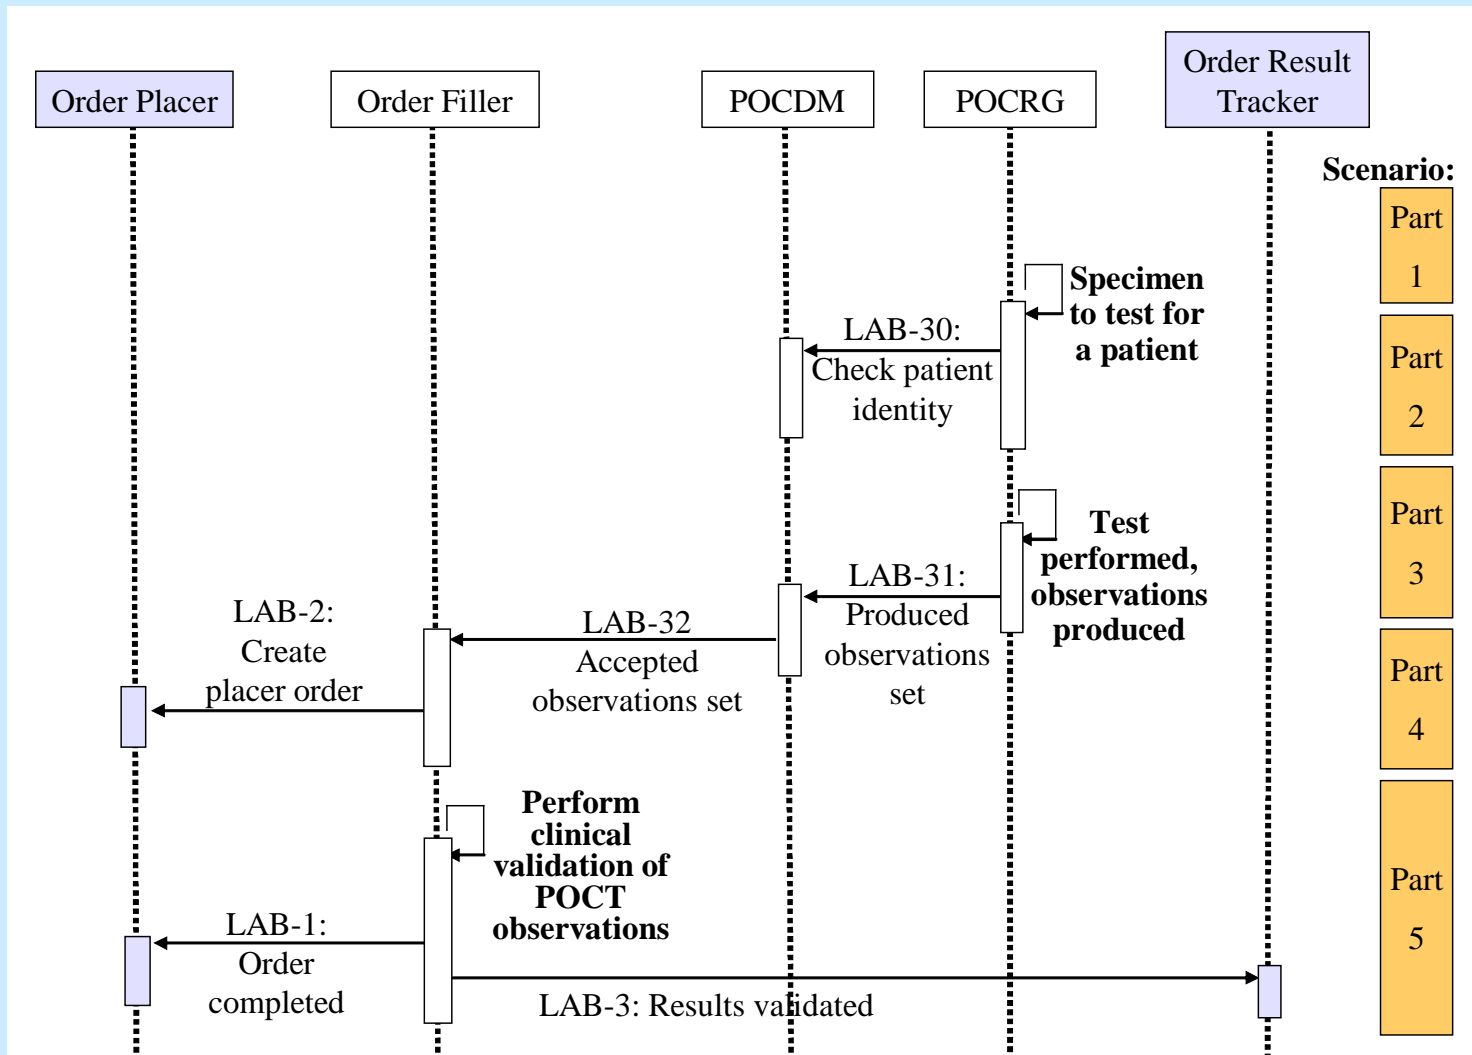 Order Placer
Order Filler
POCDM
POCRG
Order Result
Tracker
Scenario:
Part
1
Specimen
to test for
a patient
LAB-30:
Check patient
identity
Part
2
Test
performed,
observations
produced
Part
3
LAB-31:
Produced
observations
set
LAB-32
Accepted
observations set
LAB-2:
Create
placer order
Part
4
Perform
clinical
validation of
POCT
observations
Part
5
LAB-1:
Order
completed
LAB-3: Results validated